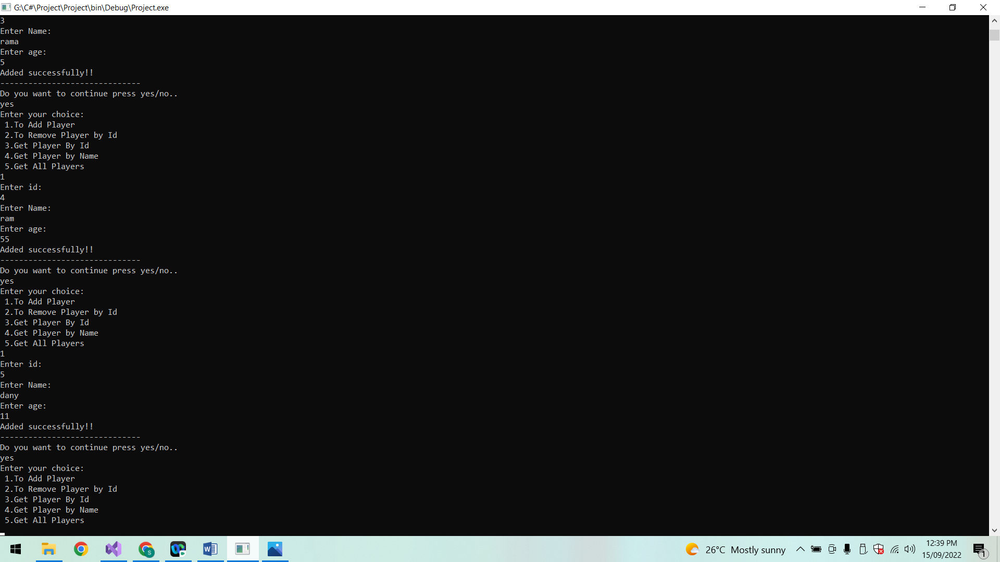 G:\C#\Project\Project\bin\Debug\Project.exe
3
Enter Name:
rama
Enter age:
5
Added successfully!!
------------------------------
Do you want to continue press yes/no..
yes
Enter your choice:
 1.To Add Player
 2.To Remove Player by Id
 3.Get Player By Id
 4.Get Player by Name
 5.Get All Players
1
Enter id:
4
Enter Name:
ram
Enter age:
55
Added successfully!!
------------------------------
Do you want to continue press yes/no..
yes
Enter your choice:
 1.To Add Player
 2.To Remove Player by Id
 3.Get Player By Id
 4.Get Player by Name
 5.Get All Players
1
Enter id:
5
Enter Name:
dany
Enter age:
11
Added successfully!!
------------------------------
Do you want to continue press yes/no..
yes
Enter your choice:
 1.To Add Player
 2.To Remove Player by Id
 3.Get Player By Id
 4.Get Player by Name
 5.Get All Players
S
W
26°C Mostly sunny
12:39 PM
15/09/2022
1